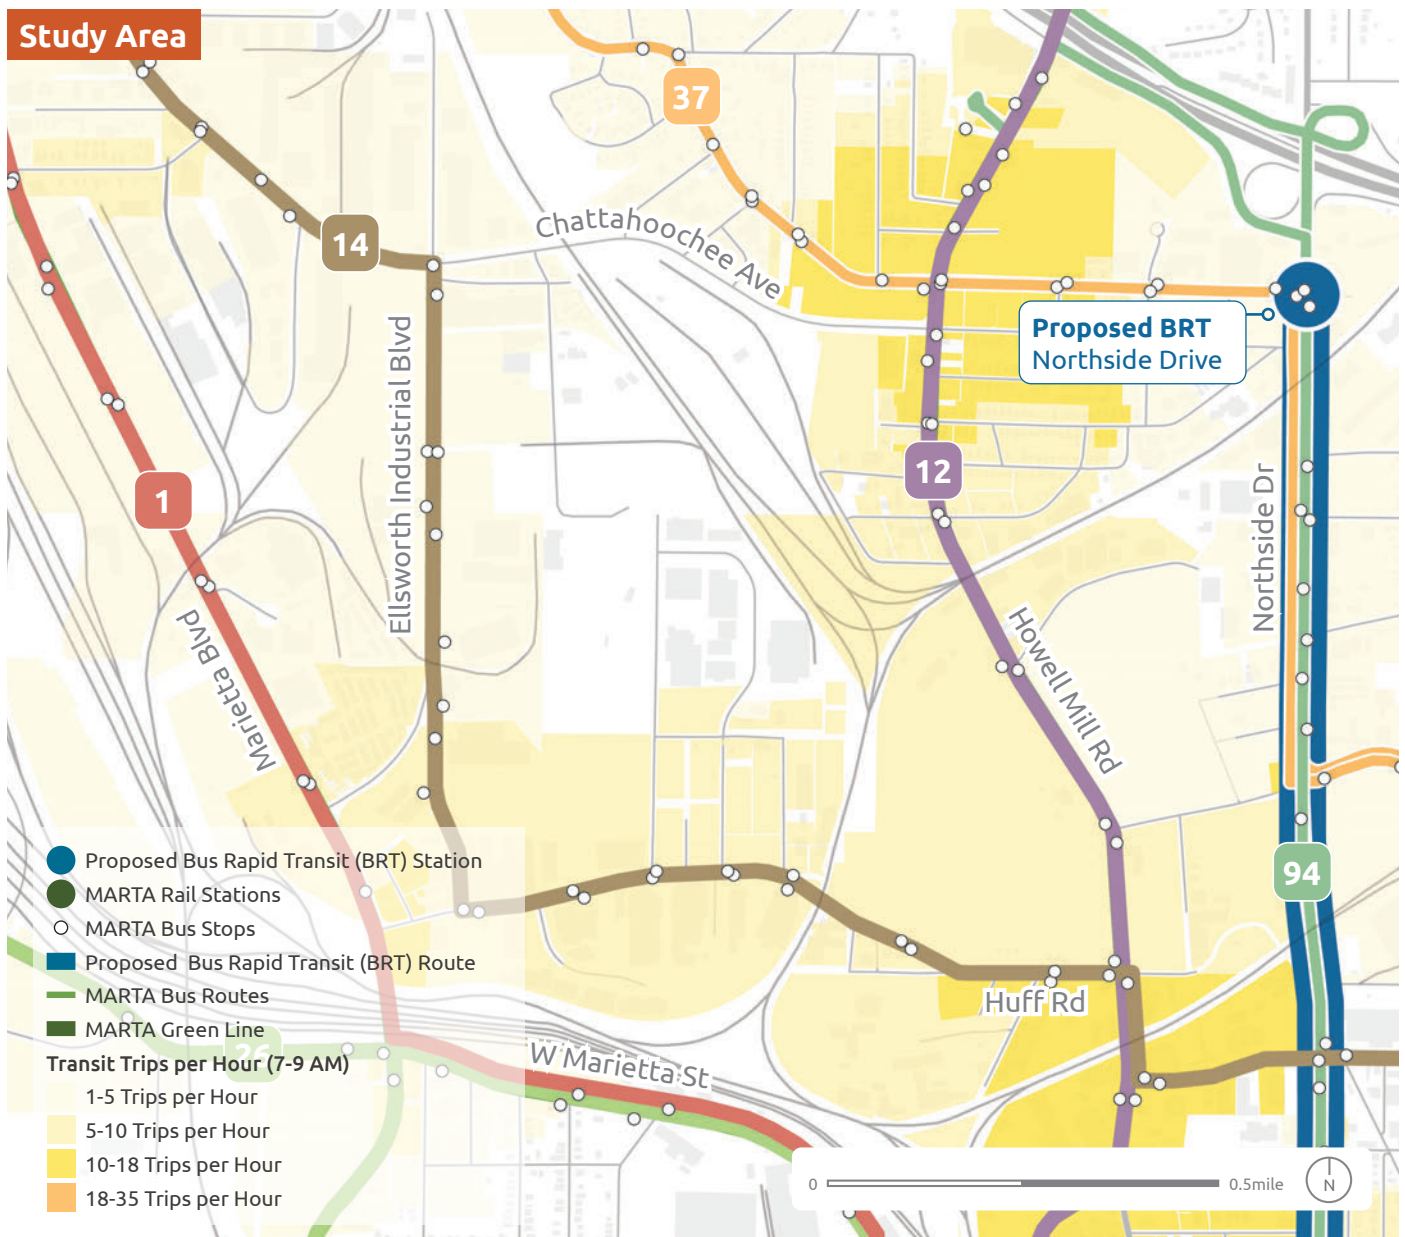 Study Area
37
14
Chattahoochee Ave
Proposed BRT
Northside Drive
Ellsworth Industrial Blvd
12
1
Northside Dr
Marietta Blvd
Howell Mill Rd
94
Proposed Bus Rapid Transit (BRT) Station
MARTA Rail Stations
MARTA Bus Stops
Proposed  Bus Rapid Transit (BRT) Route
MARTA Bus Routes
MARTA Green Line
26
Transit Trips per Hour (7-9 AM)
1-5 Trips per Hour
5-10 Trips per Hour
10-18 Trips per Hour
18-35 Trips per Hour
Huff Rd
W Marietta St
0
0.5mile
N